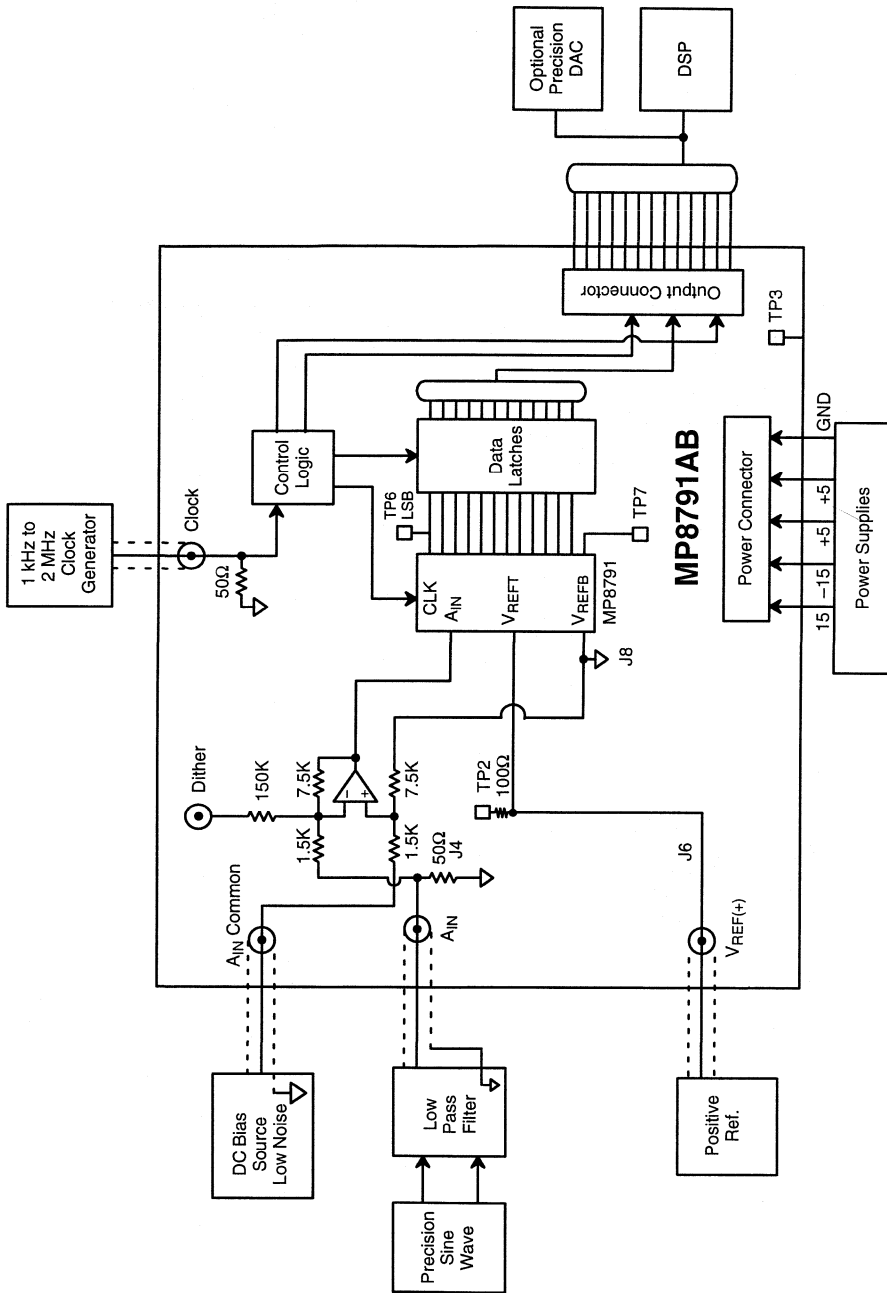 1 kHz to
2 MHz
Clock
Generator
Optional
Precision
DAC
DSP
Clock
50Ω
Control
Logic
Output Connector
TP3
Dither
150K
7.5K
1.5K
−
+
7.5K
1.5K
TP6
LSB
Data
Latches
CLK
AIN
VREFT
VREFB
MP8791
TP7
J8
MP8791AB
Power Connector
15
−15
+5
+5
GND
Power Supplies
TP2
100Ω
50Ω
J4
AIN Common
AIN
J6
VREF(+)
DC Bias
Source
Low Noise
Low
Pass
Filter
Precision
Sine
Wave
Positive
Ref.